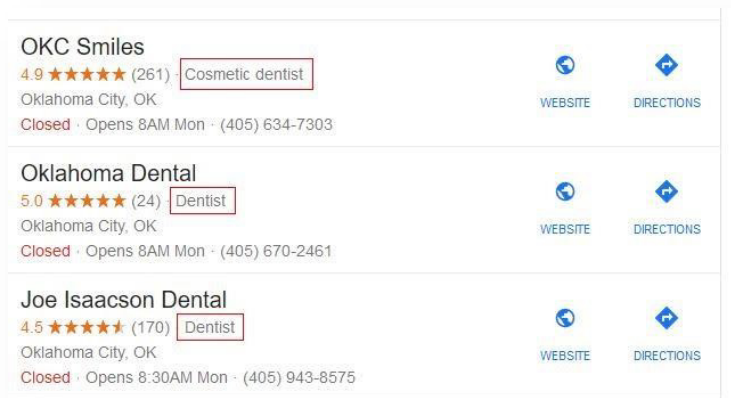 OKC Smiles
4.9 ★★★★★ (261) · Cosmetic dentist
Oklahoma City, OK
Closed · Opens 8AM Mon · (405) 634-7303
WEBSITE
DIRECTIONS
Oklahoma Dental
5.0 ★★★★★ (24) · Dentist
Oklahoma City, OK
Closed · Opens 8AM Mon · (405) 670-2461
WEBSITE
DIRECTIONS
Joe Isaacson Dental
4.5 ★★★★⯨ (170) · Dentist
Oklahoma City, OK
Closed · Opens 8:30AM Mon · (405) 943-8575
WEBSITE
DIRECTIONS